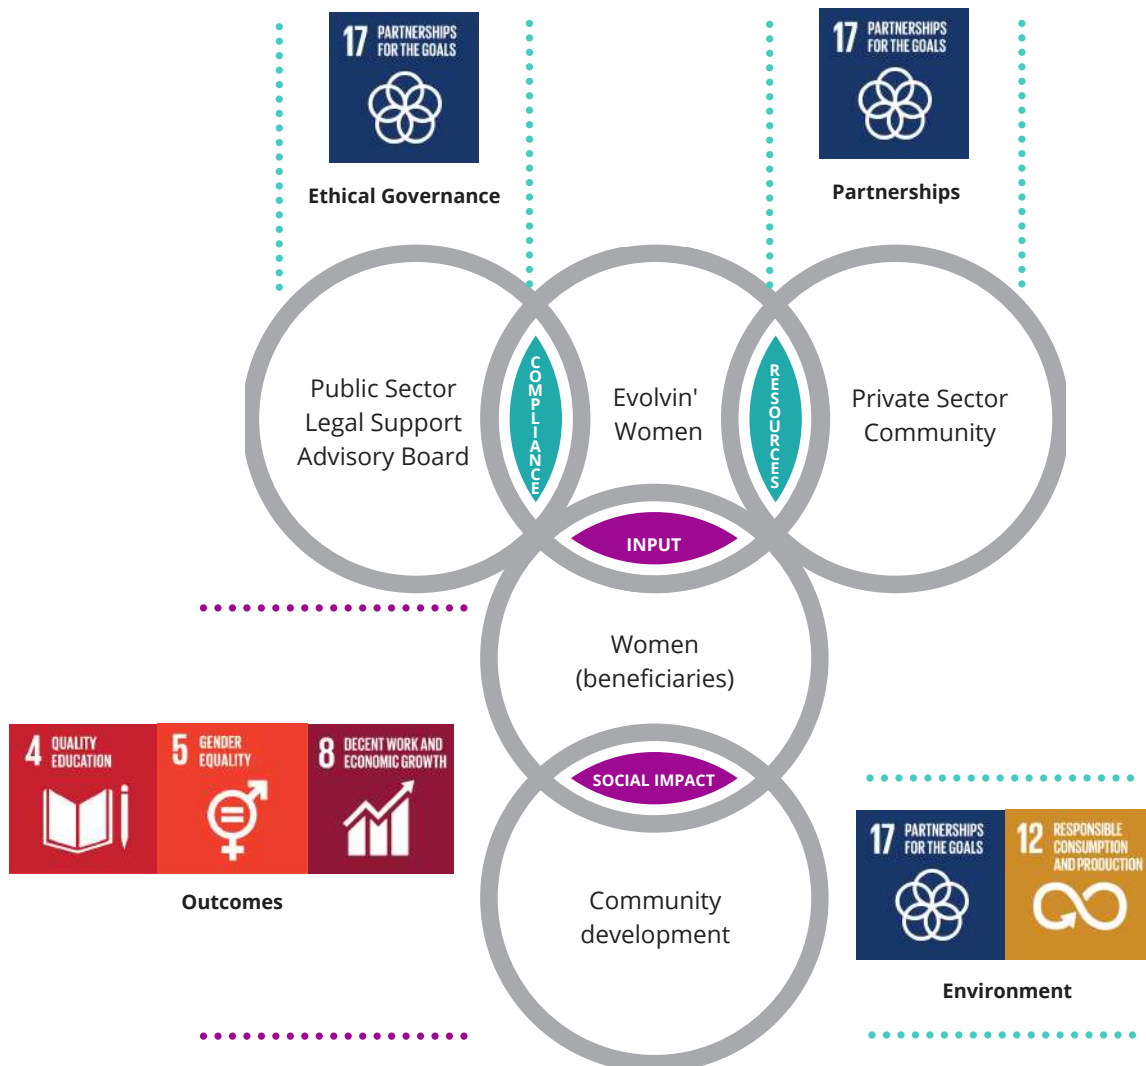 17 PARTNERSHIPS
FOR THE GOALS
17 PARTNERSHIPS
FOR THE GOALS
Ethical Governance
Partnerships
Public Sector
Legal Support
Advisory Board
COMPLIANCE
Evolvin'
Women
RESOURCES
Private Sector
Community
INPUT
Women
(beneficiaries)
4 QUALITY
EDUCATION
5 GENDER
EQUALITY
8 DECENT WORK AND
ECONOMIC GROWTH
Outcomes
SOCIAL IMPACT
17 PARTNERSHIPS
FOR THE GOALS
12 RESPONSIBLE
CONSUMPTION
AND PRODUCTION
Community
development
Environment